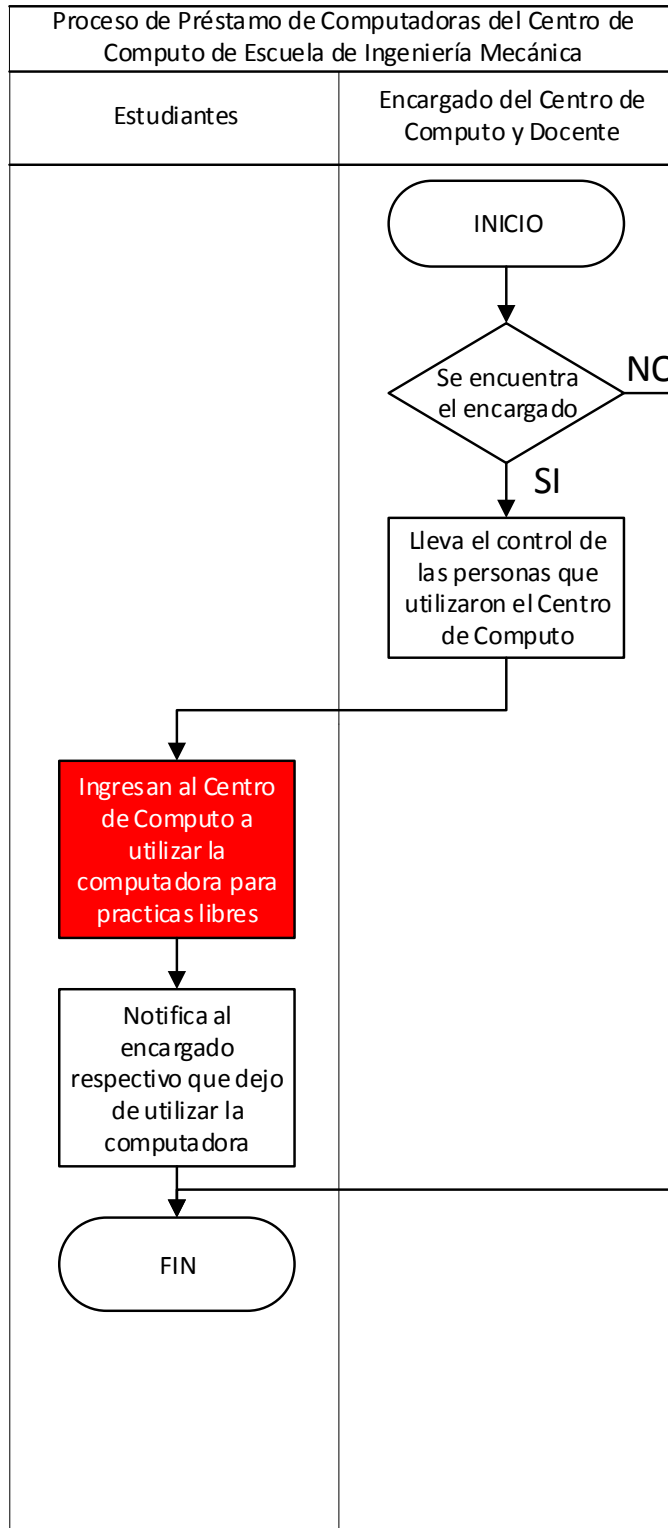 Proceso de Préstamo de Computadoras del Centro de
Computo de Escuela de Ingeniería Mecánica
Estudiantes
Encargado del Centro de
Computo y Docente
INICIO
Se encuentra
el encargado
NO
SI
Lleva el control de
las personas que
utilizaron el Centro
de Computo
Ingresan al Centro
de Computo a
utilizar la
computadora para
practicas libres
Notifica al
encargado
respectivo que dejo
de utilizar la
computadora
FIN